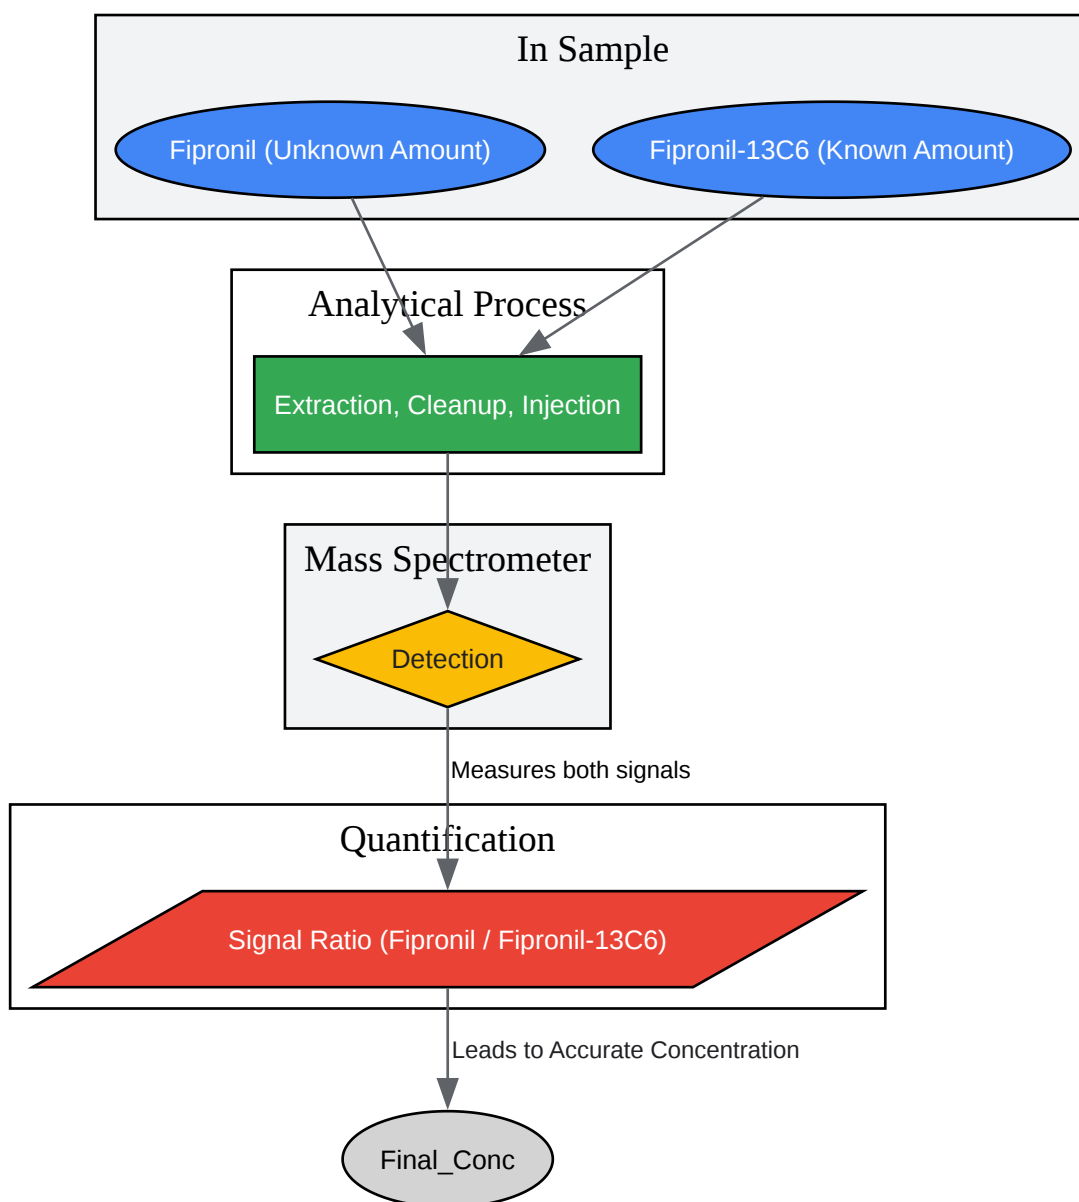 In Sample
Fipronil (Unknown Amount)
Fipronil-13C6 (Known Amount)
Analytical Process
Extraction, Cleanup, Injection
Mass Spectrometer
Detection
Measures both signals
Quantification
Signal Ratio (Fipronil / Fipronil-13C6)
Leads to Accurate Concentration
Final_Conc